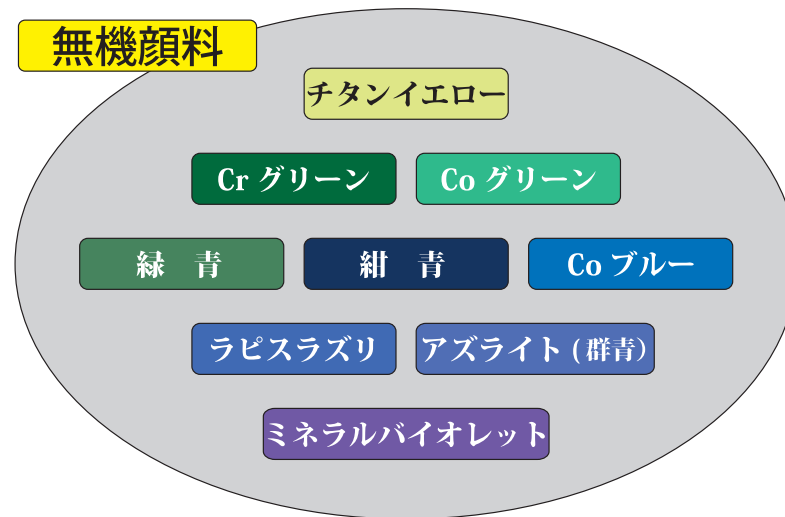 無機顔料
チタンイエロー
Cr グリーン
Co グリーン
緑　青
紺　青
Co ブルー
ラピスラズリ
アズライト (群青)
ミネラルバイオレット